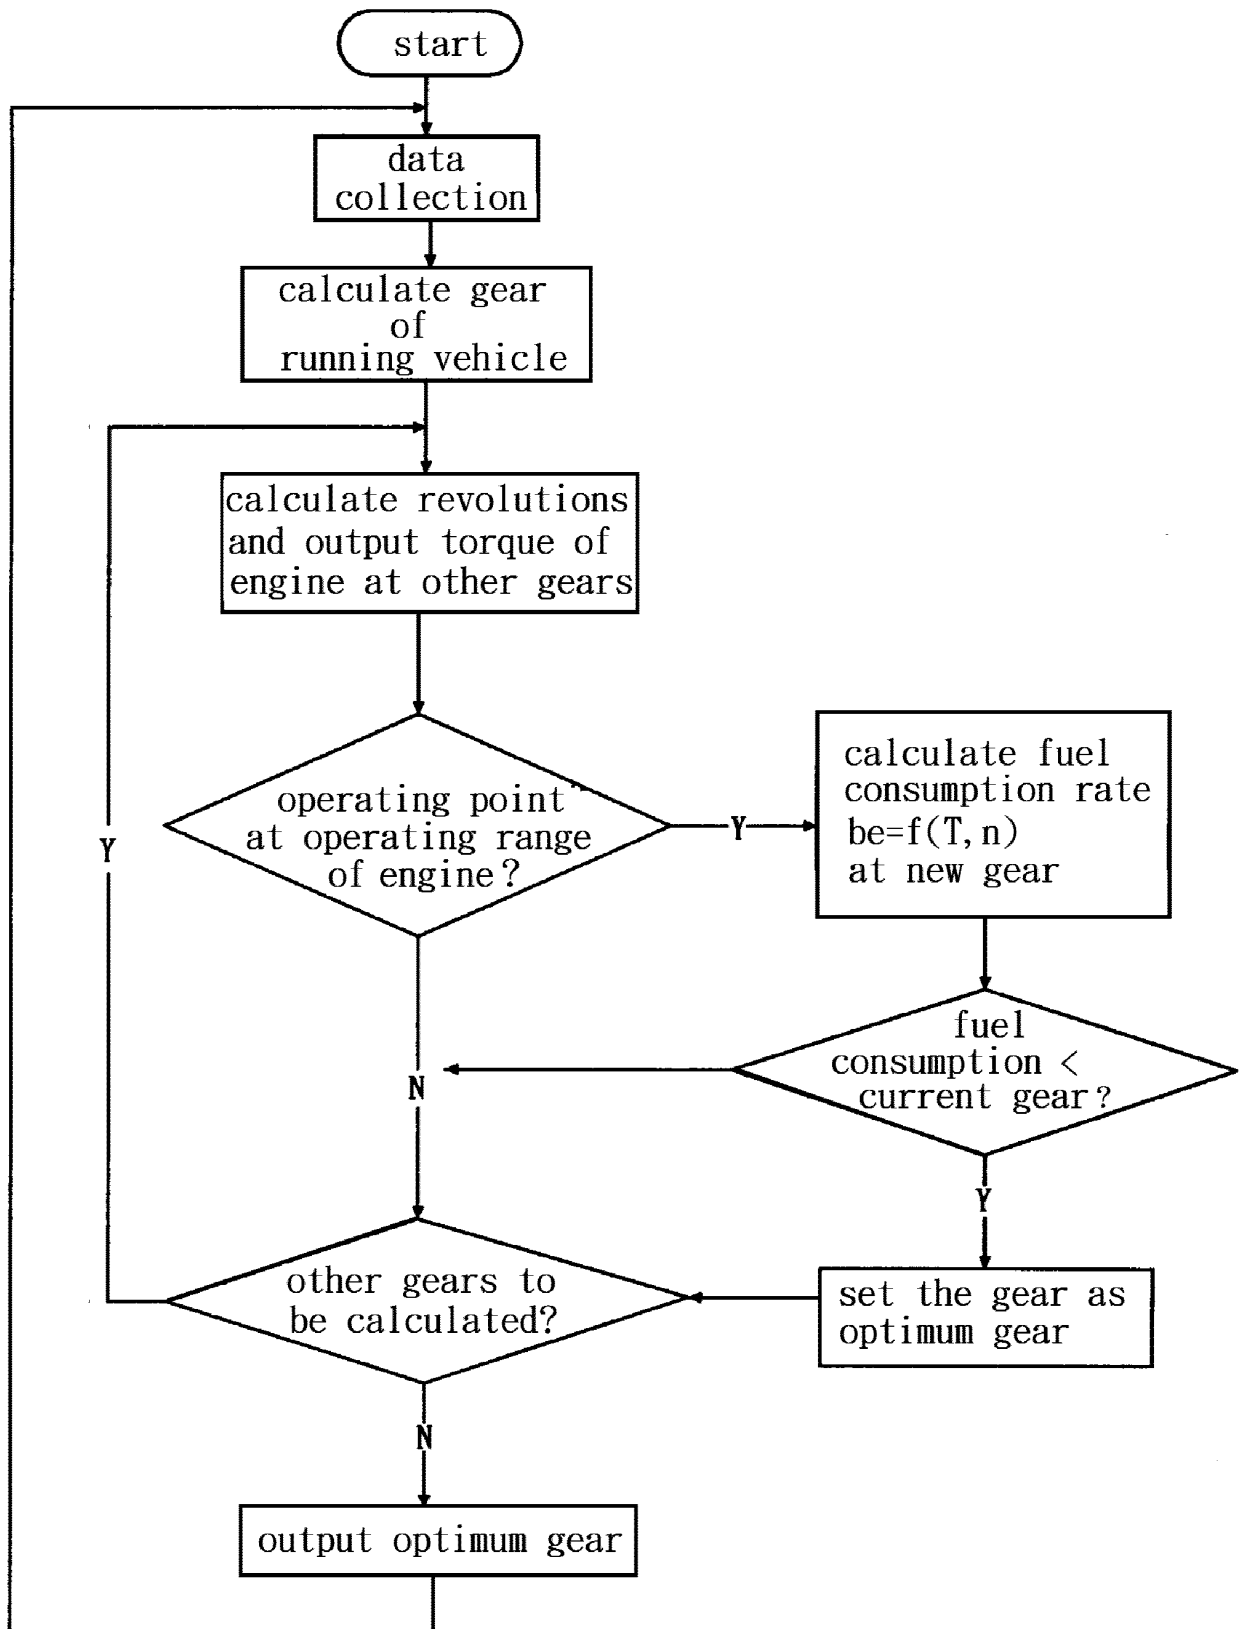 start
data
collection
calculate gear
of
running vehicle
calculate revolutions
and output torque of
engine at other gears
operating point
at operating range
of engine?
Y
calculate fuel
consumption rate
be=f(T,n)
at new gear
Y
fuel
consumption <
current gear?
N
Y
other gears to
be calculated?
set the gear as
optimum gear
N
output optimum gear